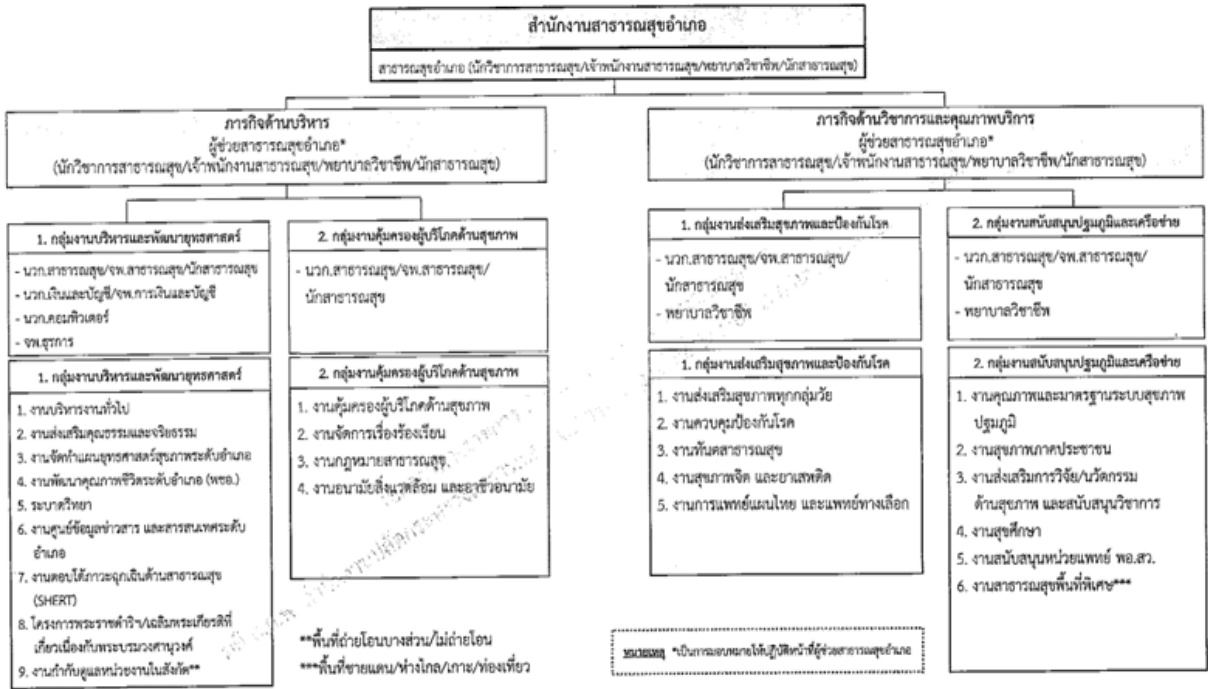 สำนักงานสาธารณสุขอำเภอ
สาธารณสุขอำเภอ (นักวิชาการสาธารณสุข/เจ้าพนักงานสาธารณสุข/พยาบาลวิชาชีพ/นักสาธารณสุข)
ภารกิจด้านบริหาร
ผู้ช่วยสาธารณสุขอำเภอ*
(นักวิชาการสาธารณสุข/เจ้าพนักงานสาธารณสุข/พยาบาลวิชาชีพ/นักสาธารณสุข)
ภารกิจด้านวิชาการและคุณภาพบริการ
ผู้ช่วยสาธารณสุขอำเภอ*
(นักวิชาการสาธารณสุข/เจ้าพนักงานสาธารณสุข/พยาบาลวิชาชีพ/นักสาธารณสุข)
1. กลุ่มงานบริหารและพัฒนายุทธศาสตร์
- นวก.สาธารณสุข/จพ.สาธารณสุข/นักสาธารณสุข
- นวก.เงินและบัญชี/จพ.การเงินและบัญชี
- นวก.คอมพิวเตอร์
- จพ.ธุรการ
2. กลุ่มงานคุ้มครองผู้บริโภคด้านสุขภาพ
- นวก.สาธารณสุข/จพ.สาธารณสุข/
นักสาธารณสุข
1. กลุ่มงานส่งเสริมสุขภาพและป้องกันโรค
- นวก.สาธารณสุข/จพ.สาธารณสุข/
นักสาธารณสุข
- พยาบาลวิชาชีพ
2. กลุ่มงานสนับสนุนปฐมภูมิและเครือข่าย
- นวก.สาธารณสุข/จพ.สาธารณสุข/
นักสาธารณสุข
- พยาบาลวิชาชีพ
1. กลุ่มงานบริหารและพัฒนายุทธศาสตร์
1. งานบริหารงานทั่วไป
2. งานส่งเสริมคุณธรรมและจริยธรรม
3. งานจัดทำแผนยุทธศาสตร์สุขภาพระดับอำเภอ
4. งานพัฒนาคุณภาพชีวิตระดับอำเภอ (พชอ.)
5. ระบาดวิทยา
6. งานศูนย์ข้อมูลข่าวสาร และสารสนเทศระดับ
อำเภอ
7. งานตอบโต้ภาวะฉุกเฉินด้านสาธารณสุข
(SHERT)
8. โครงการพระราชดำริฯ/เฉลิมพระเกียรติที่
เกี่ยวเนื่องกับพระบรมวงศานุวงศ์
9. งานกำกับดูแลหน่วยงานในสังกัด**
2. กลุ่มงานคุ้มครองผู้บริโภคด้านสุขภาพ
1. งานคุ้มครองผู้บริโภคด้านสุขภาพ
2. งานจัดการเรื่องร้องเรียน
3. งานกฎหมายสาธารณสุข
4. งานอนามัยสิ่งแวดล้อม และอาชีวอนามัย
1. กลุ่มงานส่งเสริมสุขภาพและป้องกันโรค
1. งานส่งเสริมสุขภาพทุกกลุ่มวัย
2. งานควบคุมป้องกันโรค
3. งานทันตสาธารณสุข
4. งานสุขภาพจิต และยาเสพติด
5. งานการแพทย์แผนไทย และแพทย์ทางเลือก
2. กลุ่มงานสนับสนุนปฐมภูมิและเครือข่าย
1. งานคุณภาพและมาตรฐานระบบสุขภาพ
ปฐมภูมิ
2. งานสุขภาพภาคประชาชน
3. งานส่งเสริมการวิจัย/นวัตกรรม
ด้านสุขภาพ และสนับสนุนวิชาการ
4. งานสุขศึกษา
5. งานสนับสนุนหน่วยแพทย์ พอ.สว.
6. งานสาธารณสุขพื้นที่พิเศษ***
**พื้นที่ถ่ายโอนบางส่วน/ไม่ถ่ายโอน
***พื้นที่ชายแดน/ห่างไกล/เกาะ/ท่องเที่ยว
หมายเหตุ *เป็นการมอบหมายให้ปฏิบัติหน้าที่ผู้ช่วยสาธารณสุขอำเภอ